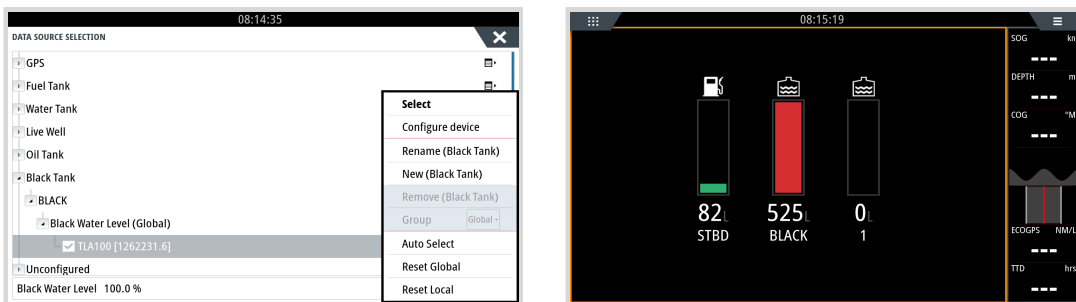 08:14:35
DATA SOURCE SELECTION
GPS
Fuel Tank
Water Tank
Live Well
Oil Tank
Black Tank
BLACK
Black Water Level (Global)
TLA100 [1262231.6]
Unconfigured
Black Water Level 100.0 %
Select
Configure device
Rename (Black Tank)
New (Black Tank)
Remove (Black Tank)
Group Global
Auto Select
Reset Global
Reset Local
08:15:19
82L 525L 0L
STBD BLACK 1
SOG kn
---
DEPTH m
---
COG °M
---
ECOGPS NM/L
---
TTD hrs
---